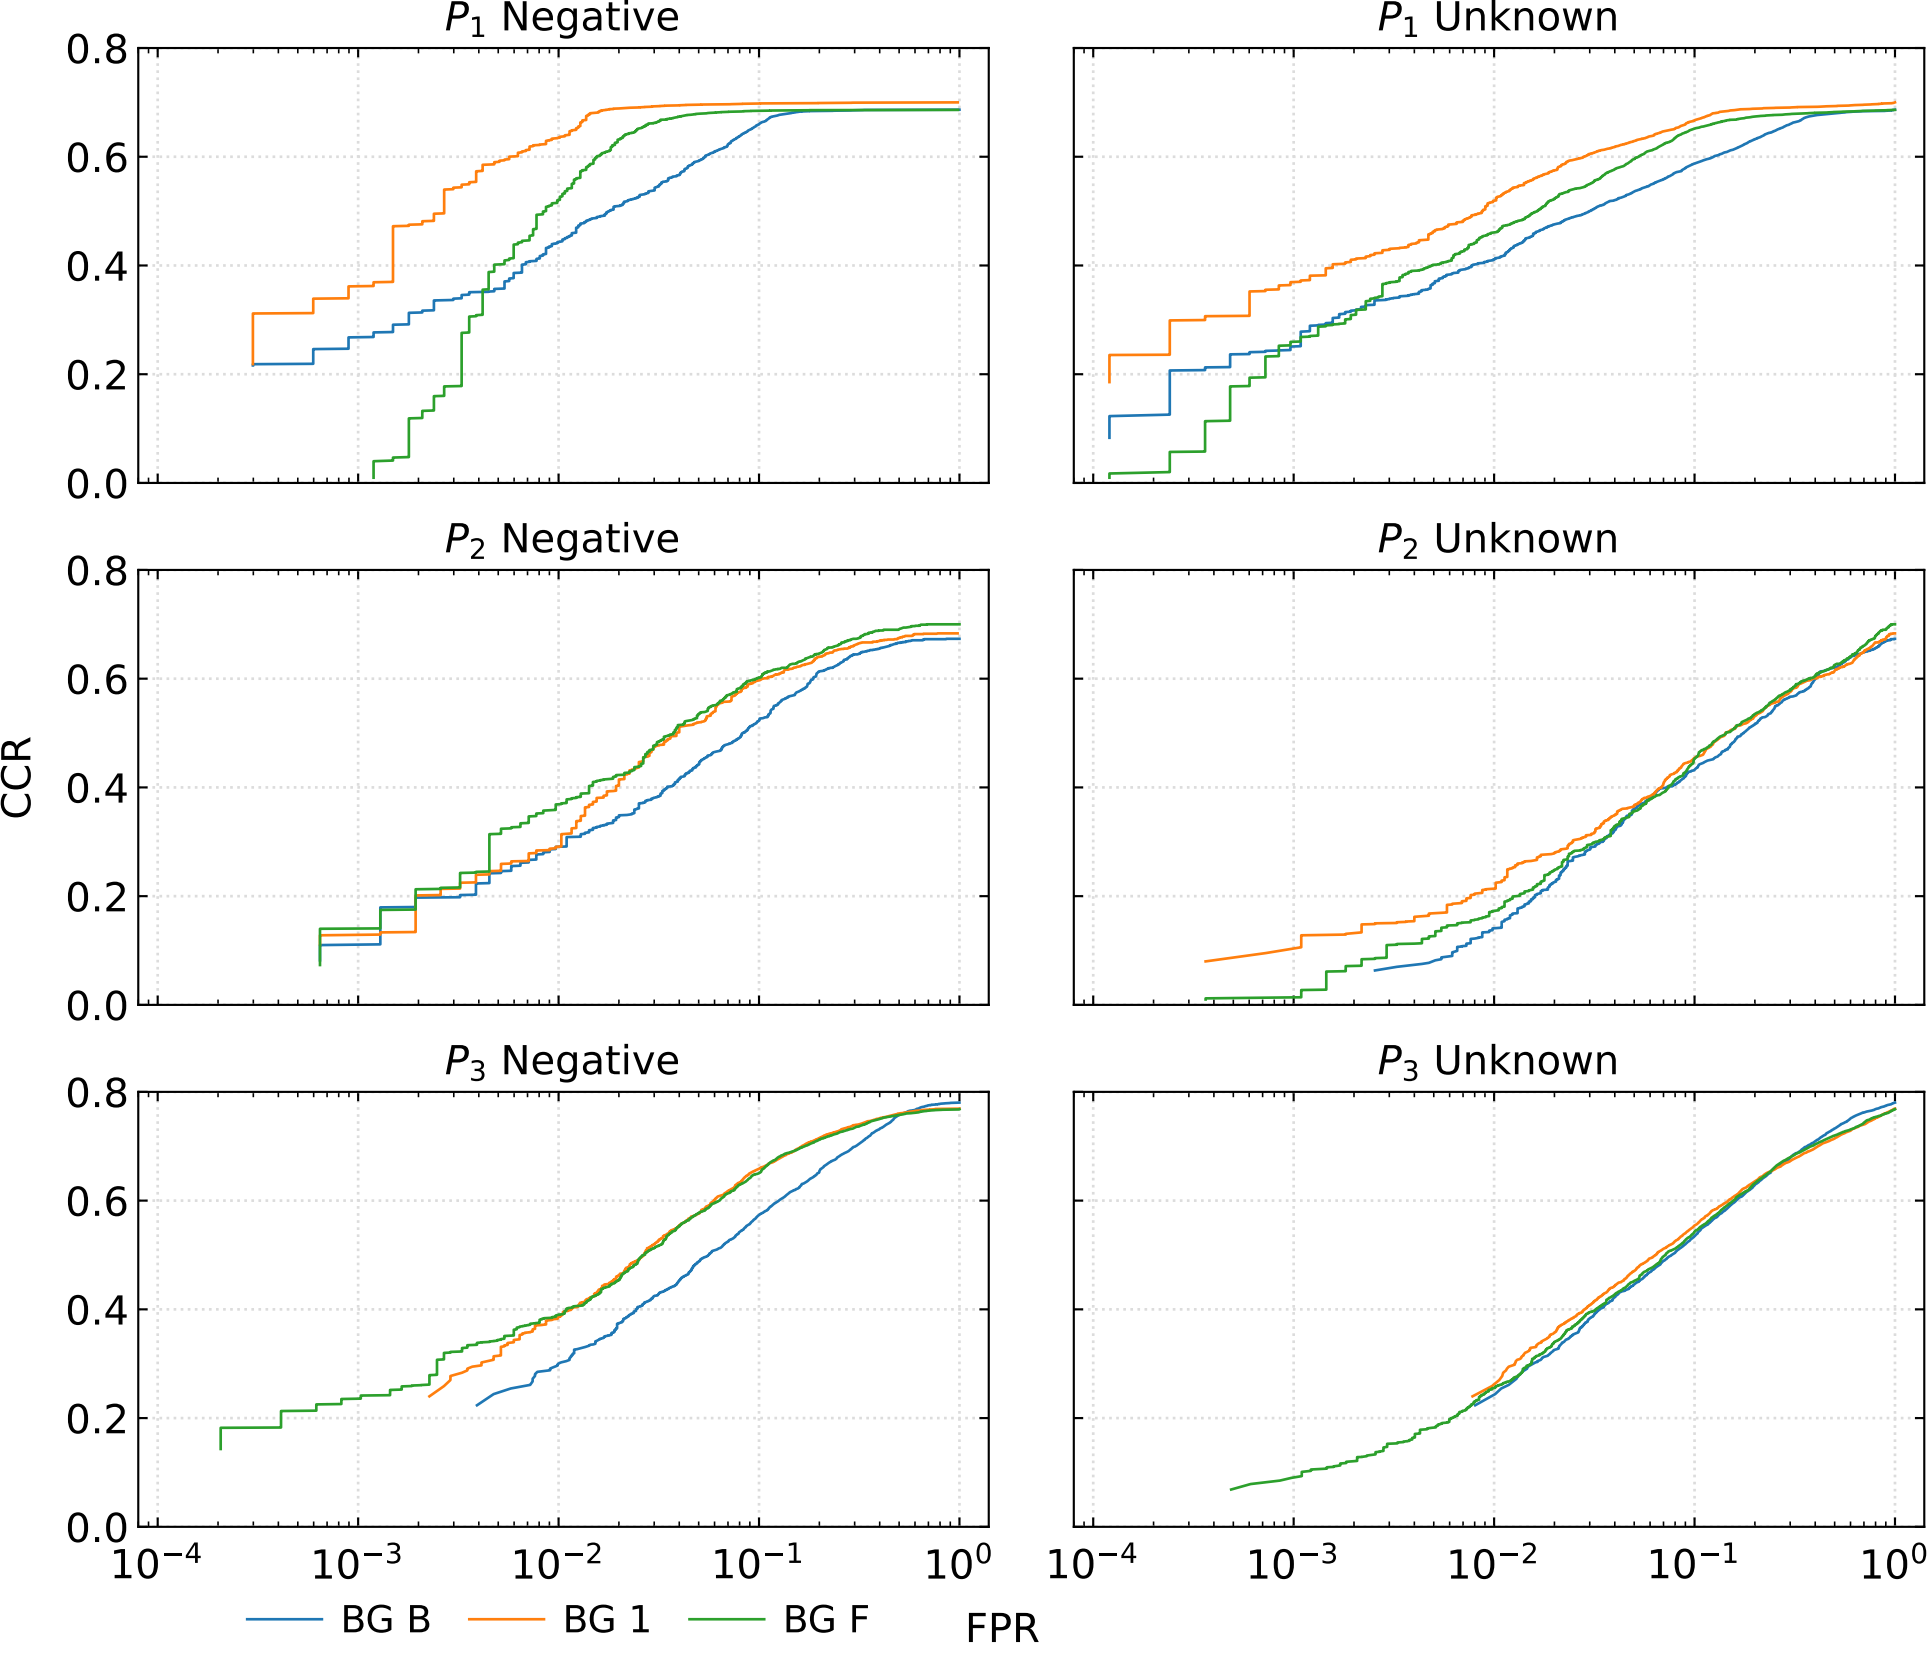 P₁ Negative
P₁ Unknown
0.8
0.6
0.4
0.2
0.0
P₂ Negative
P₂ Unknown
0.8
0.6
0.4
0.2
0.0
CCR
P₃ Negative
P₃ Unknown
0.8
0.6
0.4
0.2
0.0
10⁻⁴ 10⁻³ 10⁻² 10⁻¹ 10⁰
10⁻⁴ 10⁻³ 10⁻² 10⁻¹ 10⁰
BG B BG 1 BG F
FPR